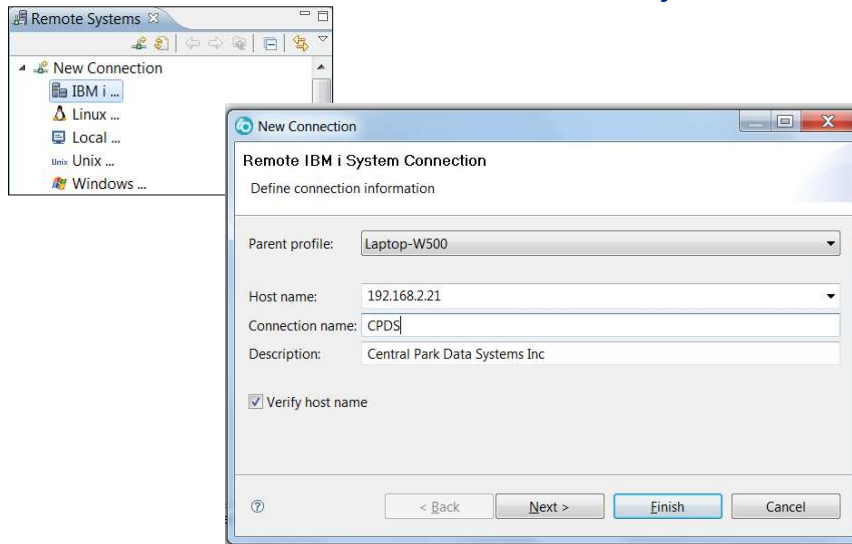 Remote Systems
New Connection
IBM i ...
Linux ...
Local ...
Unix Unix ...
Windows ...
New Connection
Remote IBM i System Connection
Define connection information
Parent profile: Laptop-W500
Host name: 192.168.2.21
Connection name: CPDS
Description: Central Park Data Systems Inc
Verify host name
< Back Next > Finish Cancel